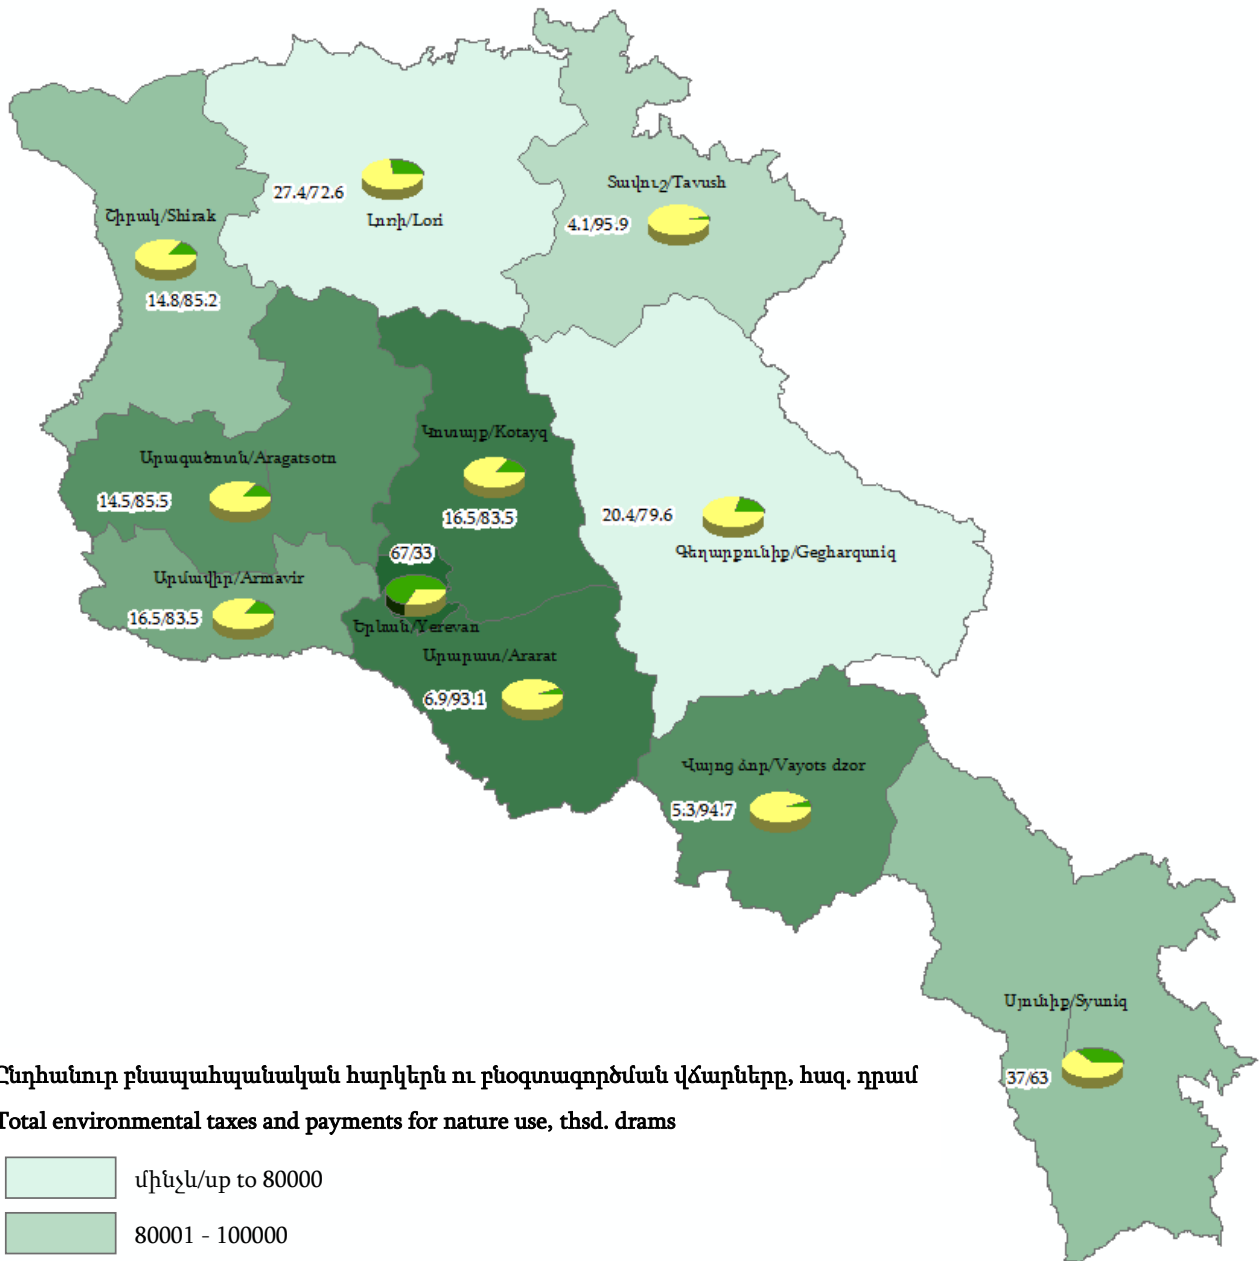 Տավուշ/Tavush
27.4/72.6
Լոռի/Lori
4.1/95.9
Շիրակ/Shirak
14.8/85.2
Կոտայք/Kotayq
Արագածոտն/Aragatsotn
14.5/85.5
16.5/83.5
20.4/79.6
67/33
Գեղարքունիք/Gegharquniq
Արմավիր/Armavir
16.5/83.5
Երևան/Yerevan
Արարատ/Ararat
6.9/93.1
Վայոց ձոր/Vayots dzor
5.3/94.7
Սյունիք/Syuniq
37/63
Ընդհանուր բնապահպանական հարկերն ու բնօգտագործման վճարները, հազ. դրամ
Total environmental taxes and payments for nature use, thsd. drams
մինչև/up to 80000
80001 - 100000